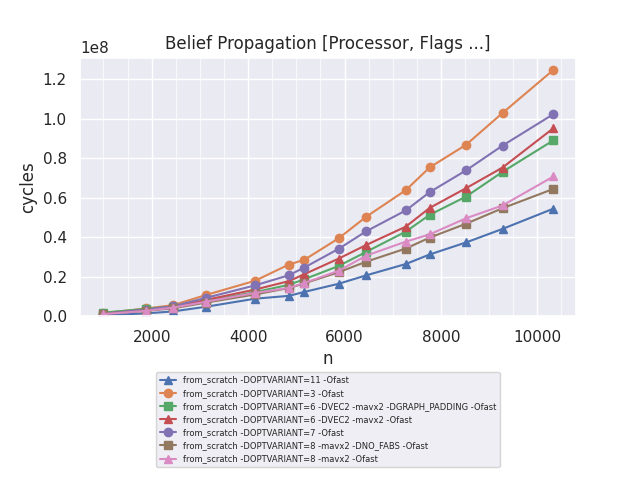 Belief Propagation [Processor, Flags ...]
1e8
1.2
1.0
0.8
0.6
0.4
0.2
0.0
cycles
2000 4000 6000 8000 10000
n
from_scratch -DOPTVARIANT=11 -Ofast
from_scratch -DOPTVARIANT=3 -Ofast
from_scratch -DOPTVARIANT=6 -DVEC2 -mavx2 -DGRAPH_PADDING -Ofast
from_scratch -DOPTVARIANT=6 -DVEC2 -mavx2 -Ofast
from_scratch -DOPTVARIANT=7 -Ofast
from_scratch -DOPTVARIANT=8 -mavx2 -DNO_FABS -Ofast
from_scratch -DOPTVARIANT=8 -mavx2 -Ofast